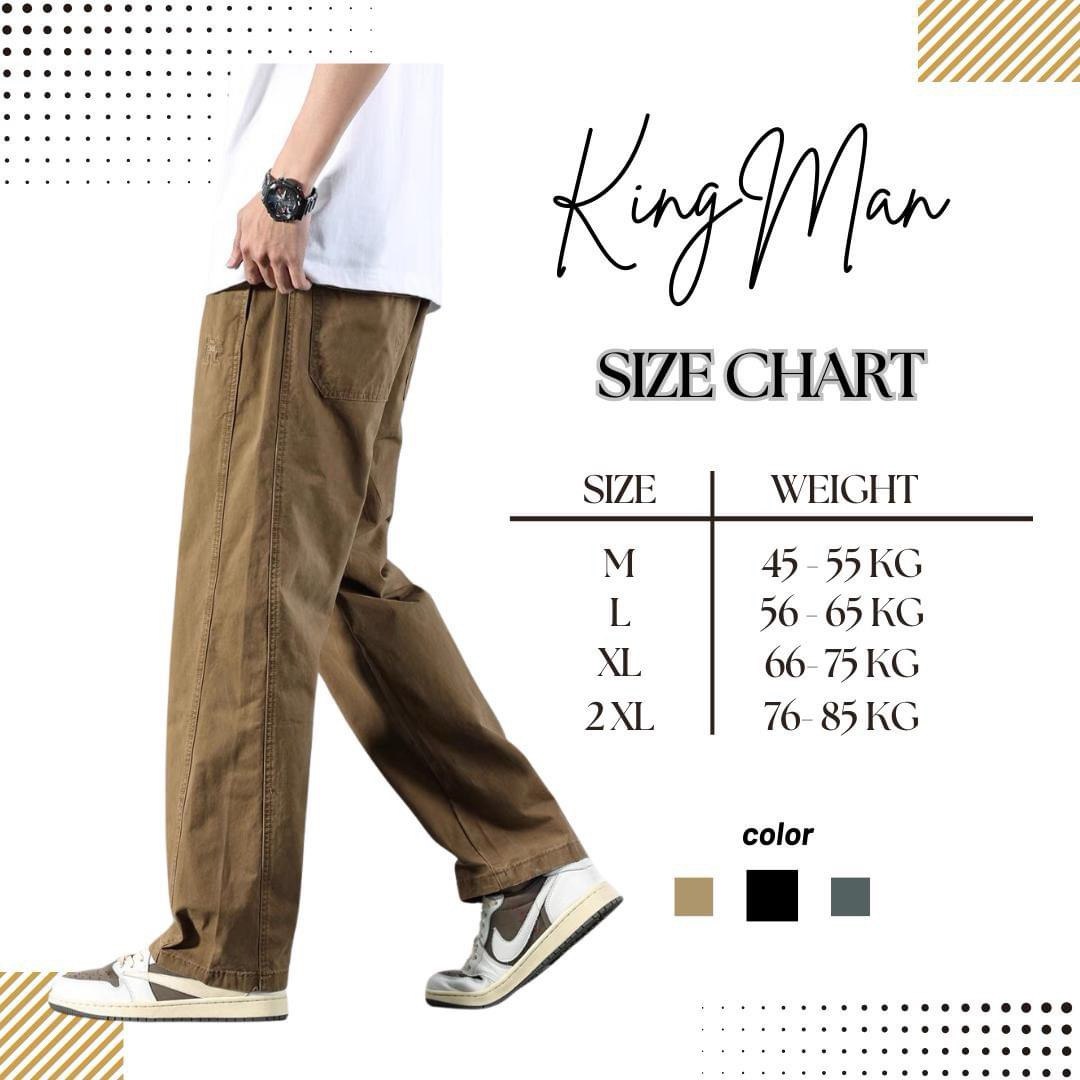 KingMan
SIZE CHART
SIZE WEIGHT
M 45 - 55 KG
L 56 - 65 KG
XL 66- 75 KG
2 XL 76- 85 KG
color